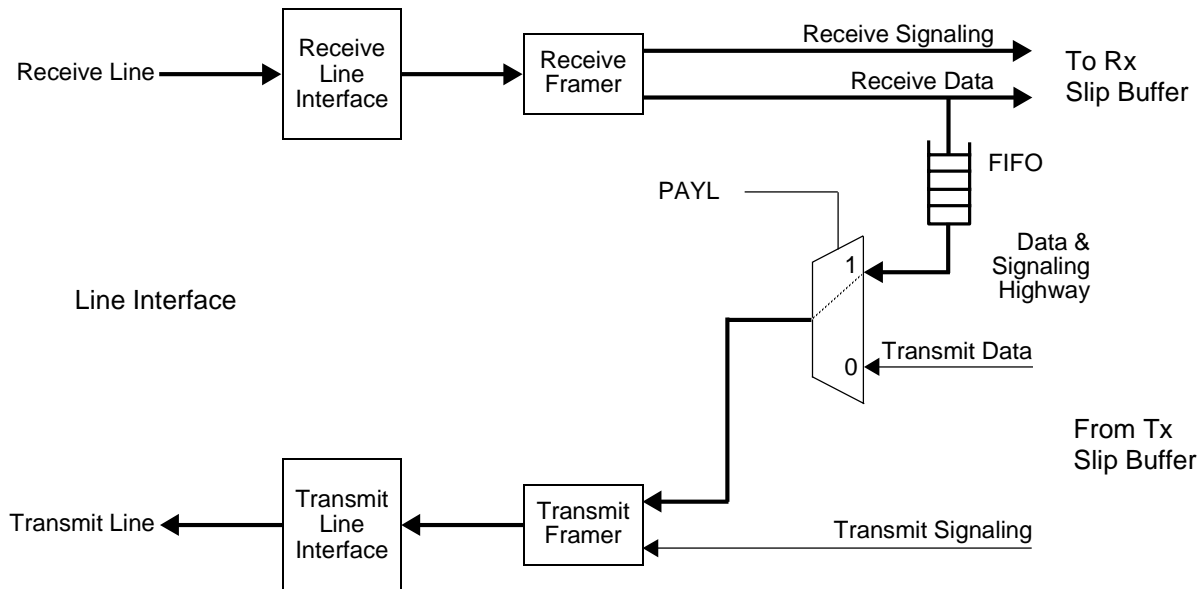 Receive Line
Receive
Line
Interface
Receive
Framer
Receive Signaling
Receive Data
To Rx
Slip Buffer
FIFO
PAYL
Data &
Signaling
Highway
1
Line Interface
0
Transmit Data
From Tx
Slip Buffer
Transmit Line
Transmit
Line
Interface
Transmit
Framer
Transmit Signaling